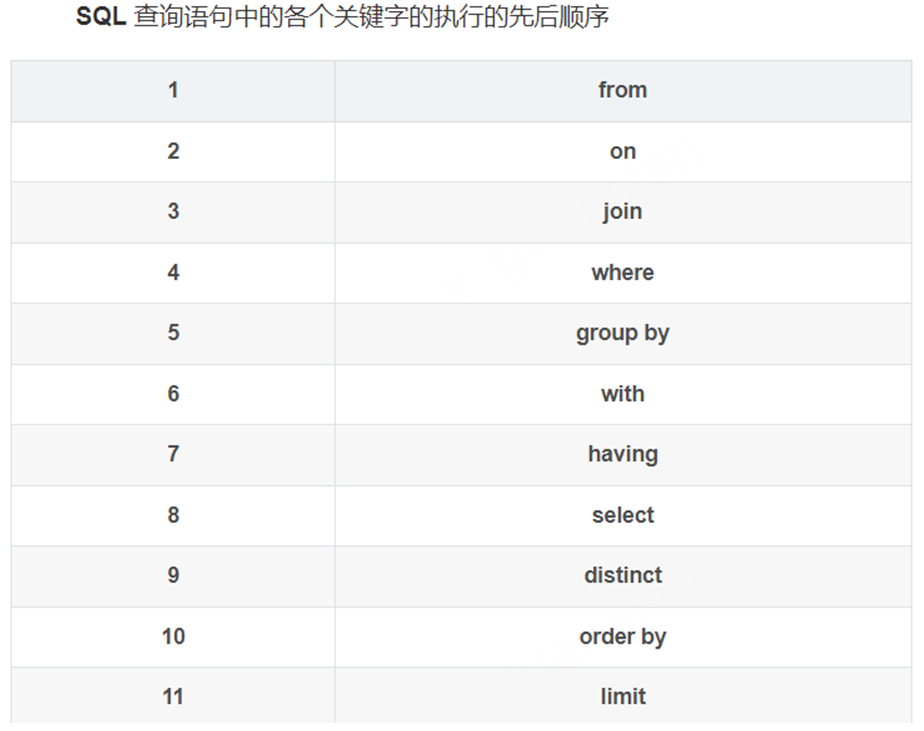 SQL 查询语句中的各个关键字的执行的先后顺序
1 from
2 on
3 join
4 where
5 group by
6 with
7 having
8 select
9 distinct
10 order by
11 limit